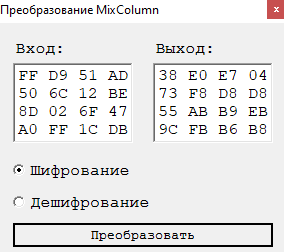 Преобразование MixColumn
x
Вход: Выход:
FF D9 51 AD 38 E0 E7 04
50 6C 12 BE 73 F8 D8 D8
8D 02 6F 47 55 AB B9 EB
A0 FF 1C DB 9C FB B6 B8
Шифрование
Дешифрование
Преобразовать